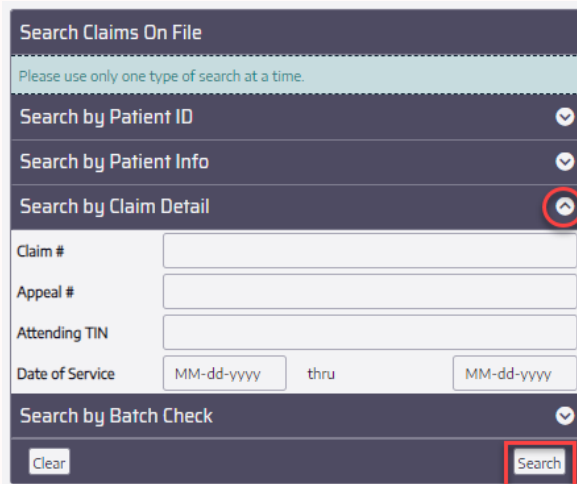 Search Claims On File
Please use only one type of search at a time.
Search by Patient ID
Search by Patient Info
Search by Claim Detail
Claim #
Appeal #
Attending TIN
Date of Service MM-dd-yyyy thru MM-dd-yyyy
Search by Batch Check
Clear Search